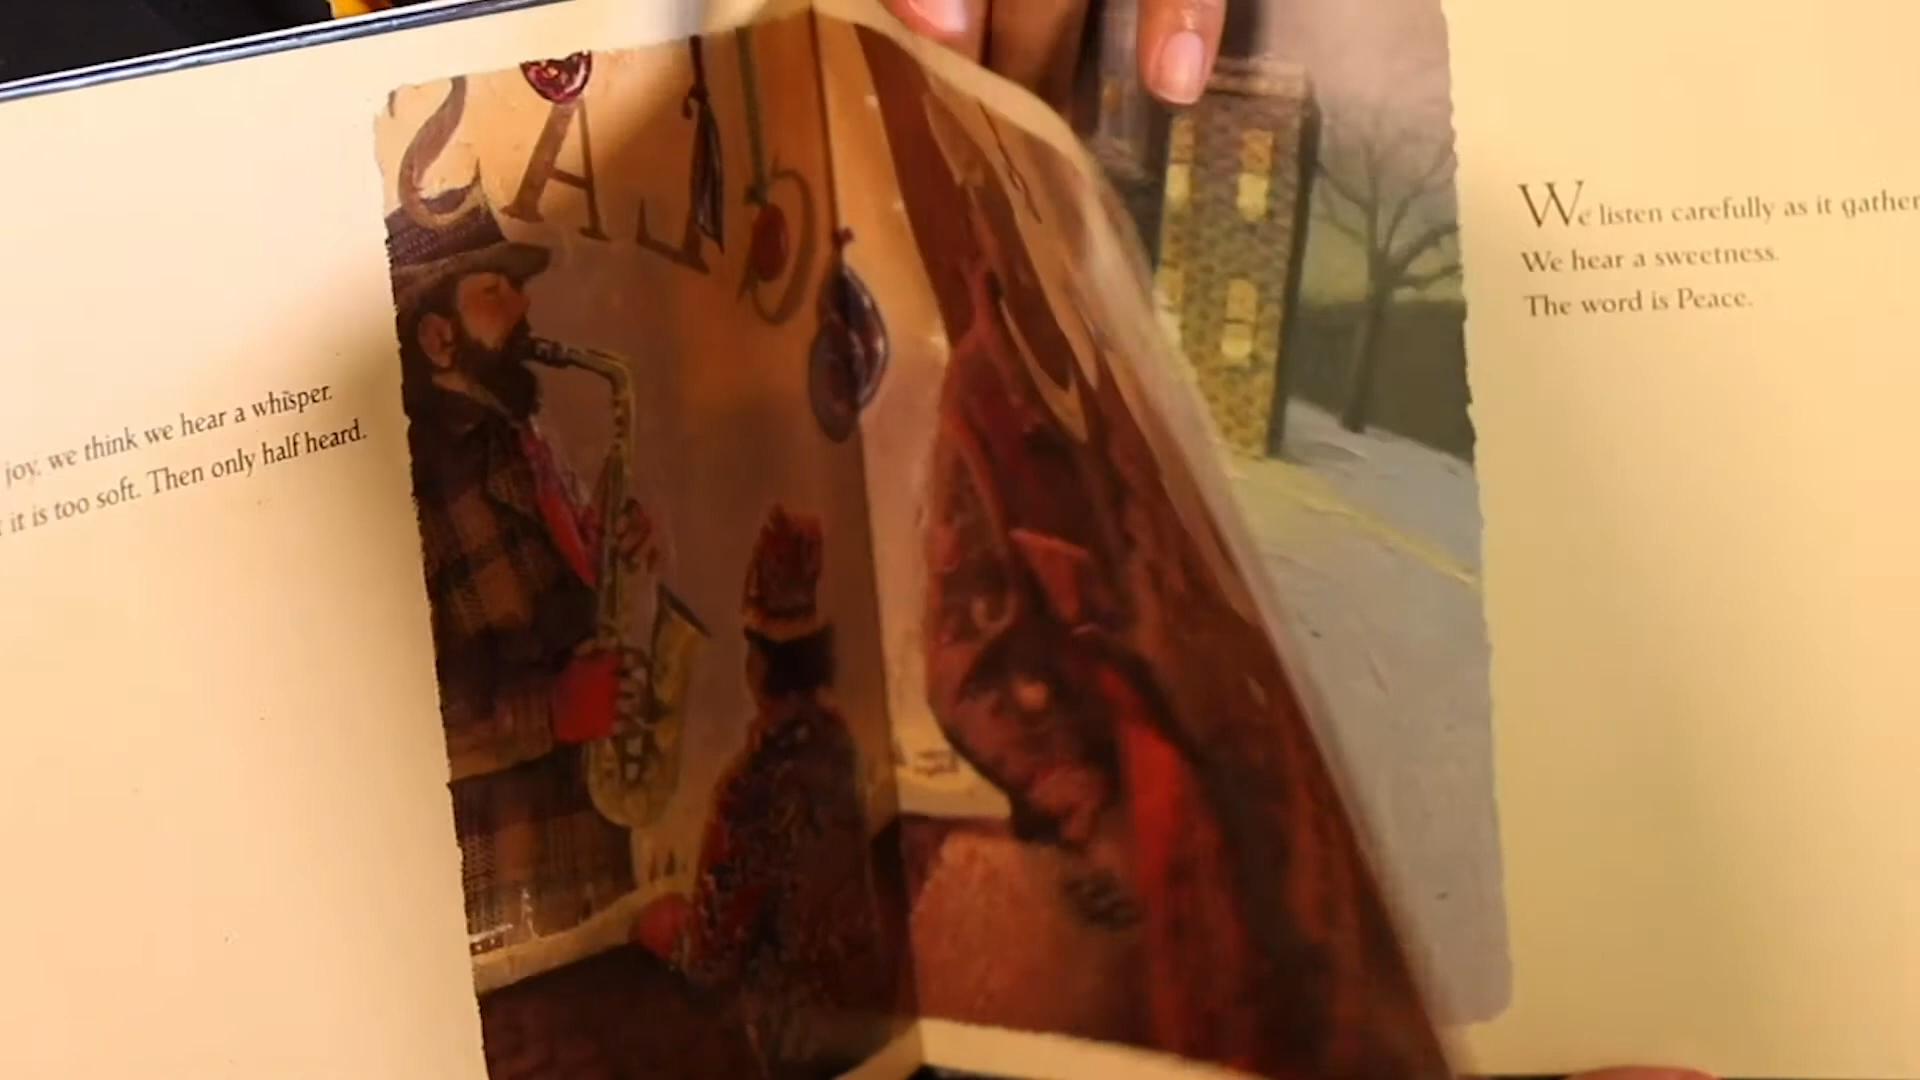 joy, we think we hear a whisper.
it is too soft. Then only half heard.
SAL
We listen carefully as it gather
We hear a sweetness.
The word is Peace.